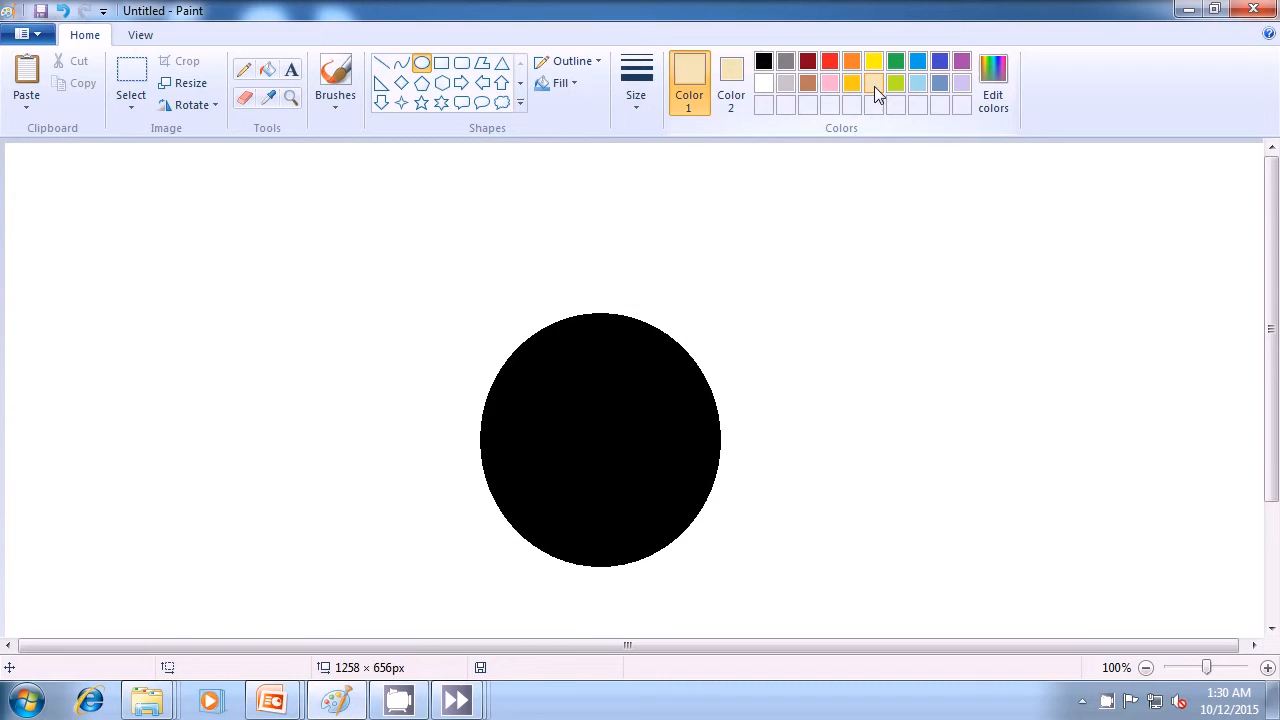 Untitled - Paint
Home View
Paste
Cut
Copy
Clipboard
Select
Crop
Resize
Rotate
Image
A
Tools
Brushes
Outline
Fill
Shapes
Size
Color
1
Color
2
Edit
colors
Colors
1258 × 656px
100%
1:30 AM
10/12/2015